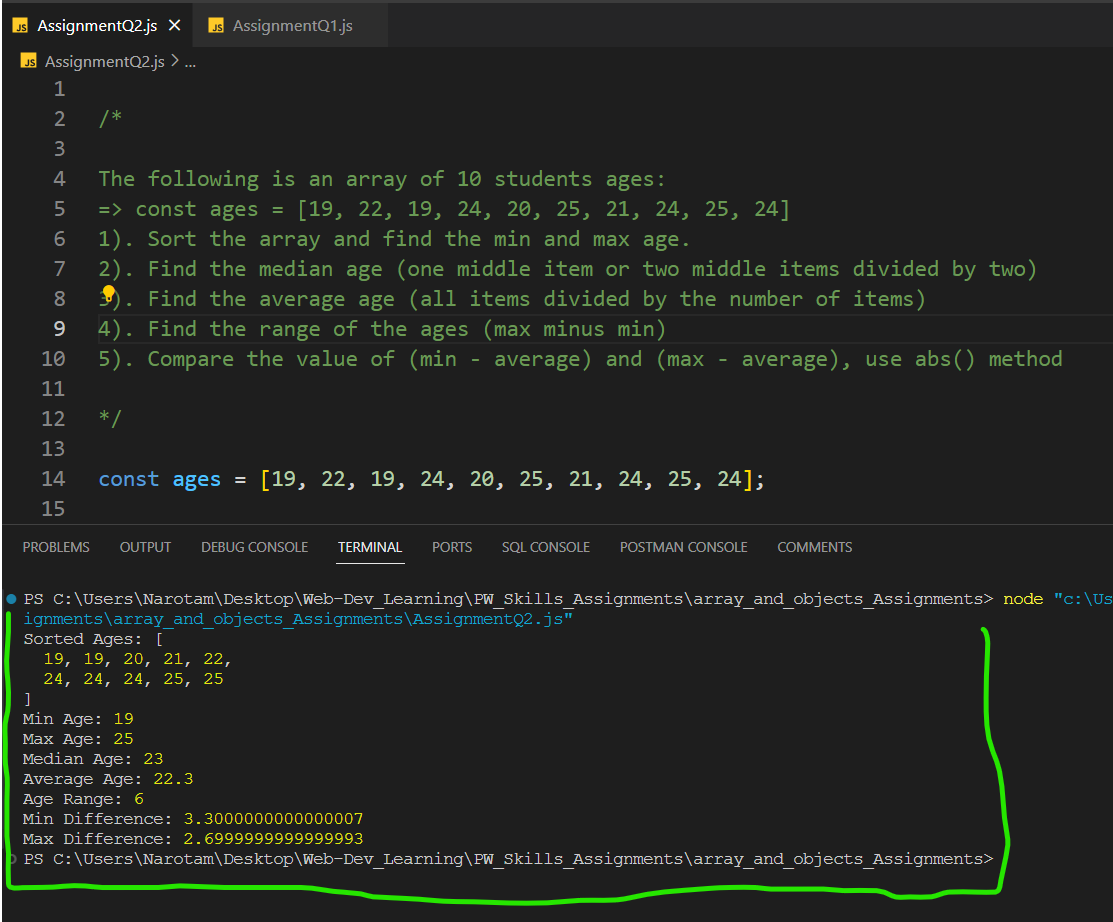 JS AssignmentQ2.js × JS AssignmentQ1.js
JS AssignmentQ2.js > ...
1
2 /*
3
4 The following is an array of 10 students ages:
5 => const ages = [19, 22, 19, 24, 20, 25, 21, 24, 25, 24]
6 1). Sort the array and find the min and max age.
7 2). Find the median age (one middle item or two middle items divided by two)
8 3). Find the average age (all items divided by the number of items)
9 4). Find the range of the ages (max minus min)
10 5). Compare the value of (min - average) and (max - average), use abs() method
11
12 */
13
14 const ages = [19, 22, 19, 24, 20, 25, 21, 24, 25, 24];
15
PROBLEMS OUTPUT DEBUG CONSOLE TERMINAL PORTS SQL CONSOLE POSTMAN CONSOLE COMMENTS
PS C:\Users\Narotam\Desktop\Web-Dev_Learning\PW_Skills_Assignments\array_and_objects_Assignments> node "c:\Us
ignments\array_and_objects_Assignments\AssignmentQ2.js"
Sorted Ages: [
19, 19, 20, 21, 22,
24, 24, 24, 25, 25
]
Min Age: 19
Max Age: 25
Median Age: 23
Average Age: 22.3
Age Range: 6
Min Difference: 3.3000000000000007
Max Difference: 2.6999999999999993
PS C:\Users\Narotam\Desktop\Web-Dev_Learning\PW_Skills_Assignments\array_and_objects_Assignments>